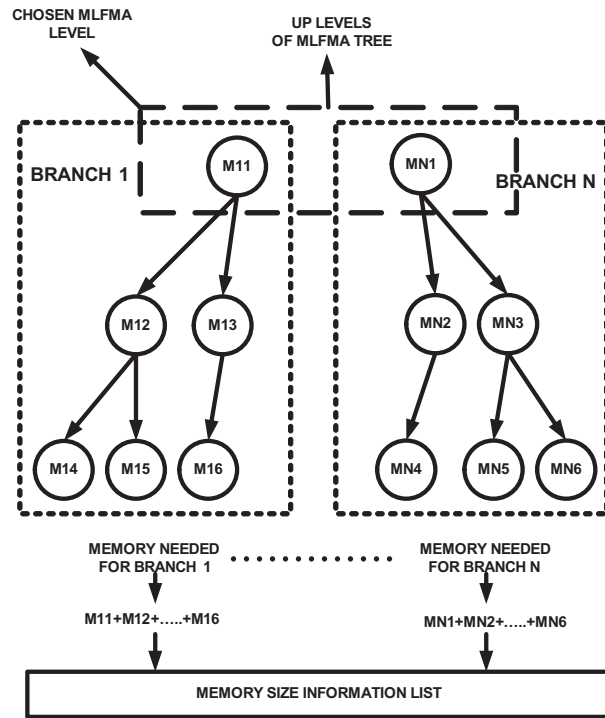 CHOSEN MLFMA
LEVEL
UP LEVELS
OF MLFMA TREE
BRANCH 1
M11
MN1
BRANCH N
M12
M13
MN2
MN3
M14
M15
M16
MN4
MN5
MN6
MEMORY NEEDED
FOR BRANCH 1
MEMORY NEEDED
FOR BRANCH N
M11+M12+…..+M16
MN1+MN2+…..+MN6
MEMORY SIZE INFORMATION LIST